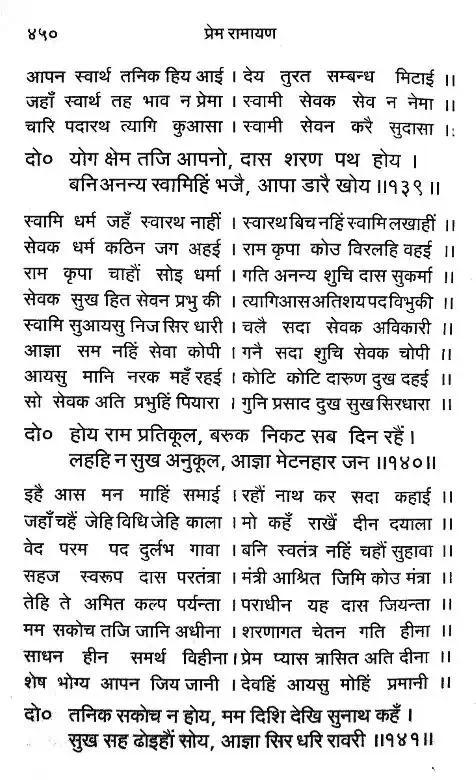 ४५० प्रेम रामायण
आपन स्वार्थ तनिक हिय आई । देय तुरत सम्बन्ध मिटाई ॥
जहाँ स्वार्थ तह भाव न प्रेमा । स्वामी सेवक सेव न नेमा ॥
चारि पदारथ त्यागि कुआसा । स्वामी सेवन करै सुदासा ॥
दो० योग क्षेम तजि आपनो, दास शरण पथ होय ।
बनि अनन्य स्वामिहिं भजै, आपा डारै खोय ॥१३९॥
स्वामि धर्म जहँ स्वारथ नाहीं । स्वारथ बिच नहिं स्वामि लखाहीं ॥
सेवक धर्म कठिन जग अहई । राम कृपा कोउ विरलहि वहई ॥
राम कृपा चाहौं सोइ धर्मा । गति अनन्य शुचि दास सुकर्मा ॥
सेवक सुख हित सेवन प्रभु की । त्यागि आस अतिशय पद विभुकी ॥
स्वामि सुआयसु निज सिर धारी । चलै सदा सेवक अविकारी ॥
आज्ञा सम नहिं सेवा कोपी । गनै सदा शुचि सेवक चोपी ॥
आयसु मानि नरक महँ रहई । कोटि कोटि दारुण दुख दहई ॥
सो सेवक अति प्रभुहिं पियारा । गुनि प्रसाद दुख सुख सिरधारा ॥
दो० होय राम प्रतिकूल, बरुक निकट सब दिन रहैं ।
लहहि न सुख अनुकूल, आज्ञा मेटनहार जन ॥१४०॥
इहै आस मन माहिं समाई । रहौं नाथ कर सदा कहाई ॥
जहाँ चहैं जेहि विधि जेहि काला । मो कहँ राखैं दीन दयाला ॥
वेद परम पद दुर्लभ गावा । बनि स्वतंत्र नहिं चहौं सुहावा ॥
सहज स्वरूप दास परतंत्रा । मंत्री आश्रित जिमि कोउ मंत्रा ॥
तेहि ते अमित कल्प पर्यन्ता । पराधीन यह दास जियन्ता ॥
मम सकोच तजि जानि अधीना । शरणागत चेतन गति हीना ॥
साधन हीन समर्थ विहीना । प्रेम प्यास त्रासित अति दीना ॥
शेष भोग्य आपन जिय जानी । देवहिं आयसु मोहिं प्रमानी ॥
दो० तनिक सकोच न होय, मम दिशि देखि सुनाथ कहँ ।
सुख सह ढोइहौं सोय, आज्ञा सिर धरि रावरी ॥१४१॥